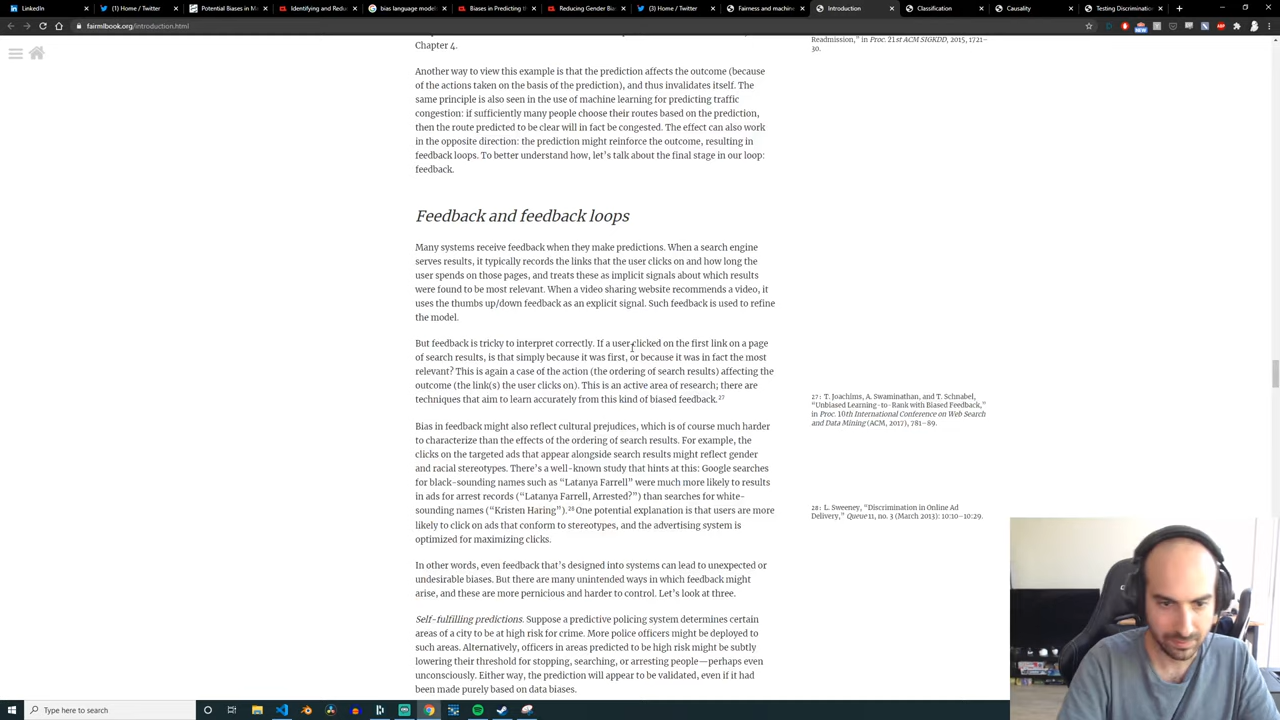 LinkedIn
(1) Home / Twitter
Potential Biases in Ma
Identifying and Redu
bias language model
Biases in Predicting th
Reducing Gender Bia
(3) Home / Twitter
Fairness and machine
Introduction
Classification
Causality
Testing Discrimination
fairmlbook.org/introduction.html
Chapter 4.
Another way to view this example is that the prediction affects the outcome (because
of the actions taken on the basis of the prediction), and thus invalidates itself. The
same principle is also seen in the use of machine learning for predicting traffic
congestion: if sufficiently many people choose their routes based on the prediction,
then the route predicted to be clear will in fact be congested. The effect can also work
in the opposite direction: the prediction might reinforce the outcome, resulting in
feedback loops. To better understand how, let's talk about the final stage in our loop:
feedback.
Feedback and feedback loops
Many systems receive feedback when they make predictions. When a search engine
serves results, it typically records the links that the user clicks on and how long the
user spends on those pages, and treats these as implicit signals about which results
were found to be most relevant. When a video sharing website recommends a video, it
uses the thumbs up/down feedback as an explicit signal. Such feedback is used to refine
the model.
But feedback is tricky to interpret correctly. If a user clicked on the first link on a page
of search results, is that simply because it was first, or because it was in fact the most
relevant? This is again a case of the action (the ordering of search results) affecting the
outcome (the link(s) the user clicks on). This is an active area of research; there are
techniques that aim to learn accurately from this kind of biased feedback.27
Bias in feedback might also reflect cultural prejudices, which is of course much harder
to characterize than the effects of the ordering of search results. For example, the
clicks on the targeted ads that appear alongside search results might reflect gender
and racial stereotypes. There's a well-known study that hints at this: Google searches
for black-sounding names such as “Latanya Farrell” were much more likely to results
in ads for arrest records (“Latanya Farrell, Arrested?”) than searches for white-
sounding names (“Kristen Haring”).28 One potential explanation is that users are more
likely to click on ads that conform to stereotypes, and the advertising system is
optimized for maximizing clicks.
In other words, even feedback that's designed into systems can lead to unexpected or
undesirable biases. But there are many unintended ways in which feedback might
arise, and these are more pernicious and harder to control. Let's look at three.
Self-fulfilling predictions. Suppose a predictive policing system determines certain
areas of a city to be at high risk for crime. More police officers might be deployed to
such areas. Alternatively, officers in areas predicted to be high risk might be subtly
lowering their threshold for stopping, searching, or arresting people—perhaps even
unconsciously. Either way, the prediction will appear to be validated, even if it had
been made purely based on data biases.
Readmission,” in Proc. 21st ACM SIGKDD, 2015, 1721–
30.
27: T. Joachims, A. Swaminathan, and T. Schnabel,
“Unbiased Learning-to-Rank with Biased Feedback,”
in Proc. 10th International Conference on Web Search
and Data Mining (ACM, 2017), 781–89.
28: L. Sweeney, “Discrimination in Online Ad
Delivery,” Queue 11, no. 3 (March 2013): 10:10–10:29.
Type here to search